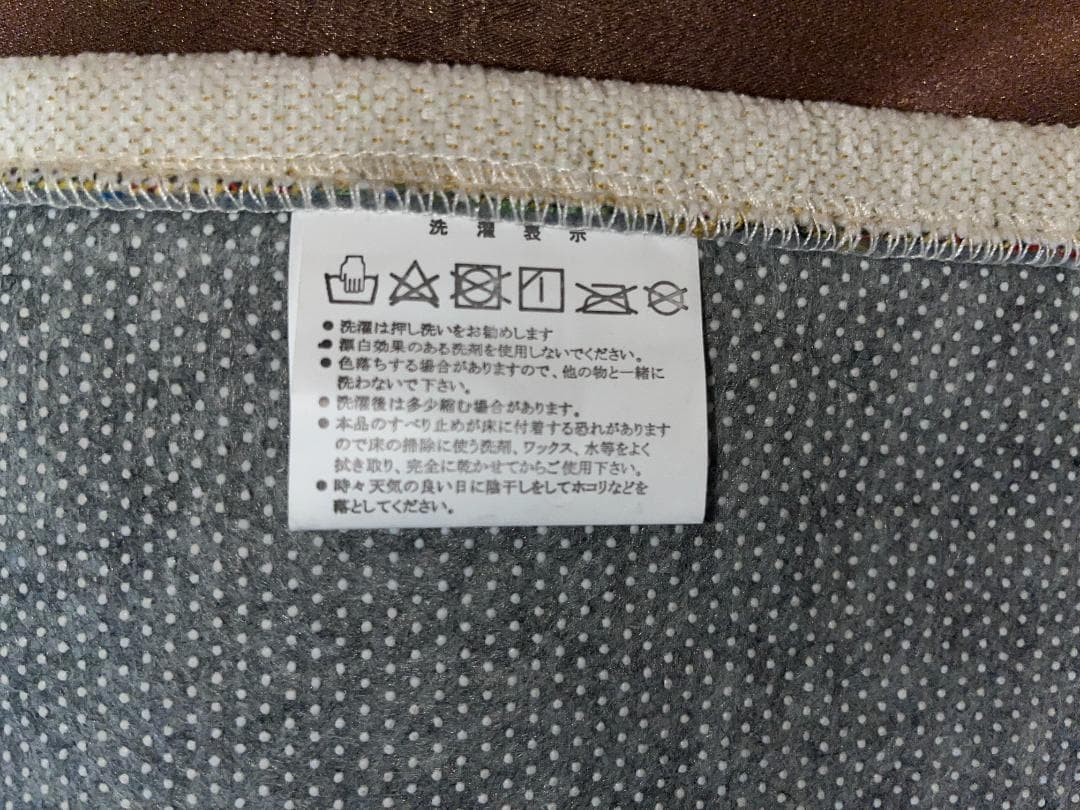 洗濯表示
●洗濯は押し洗いをお勧めします
●漂白効果のある洗剤を使用しないでください。
●色落ちする場合がありますので、他の物と一緒に
洗わないで下さい。
●洗濯後は多少縮む場合があります。
●本品のすべり止めが床に付着する恐れがあります
ので床の掃除に使う洗剤、ワックス、水等をよく
拭き取り、完全に乾かせてからご使用下さい。
●時々天気の良い日に陰干しをしてホコリなどを
落としてください。